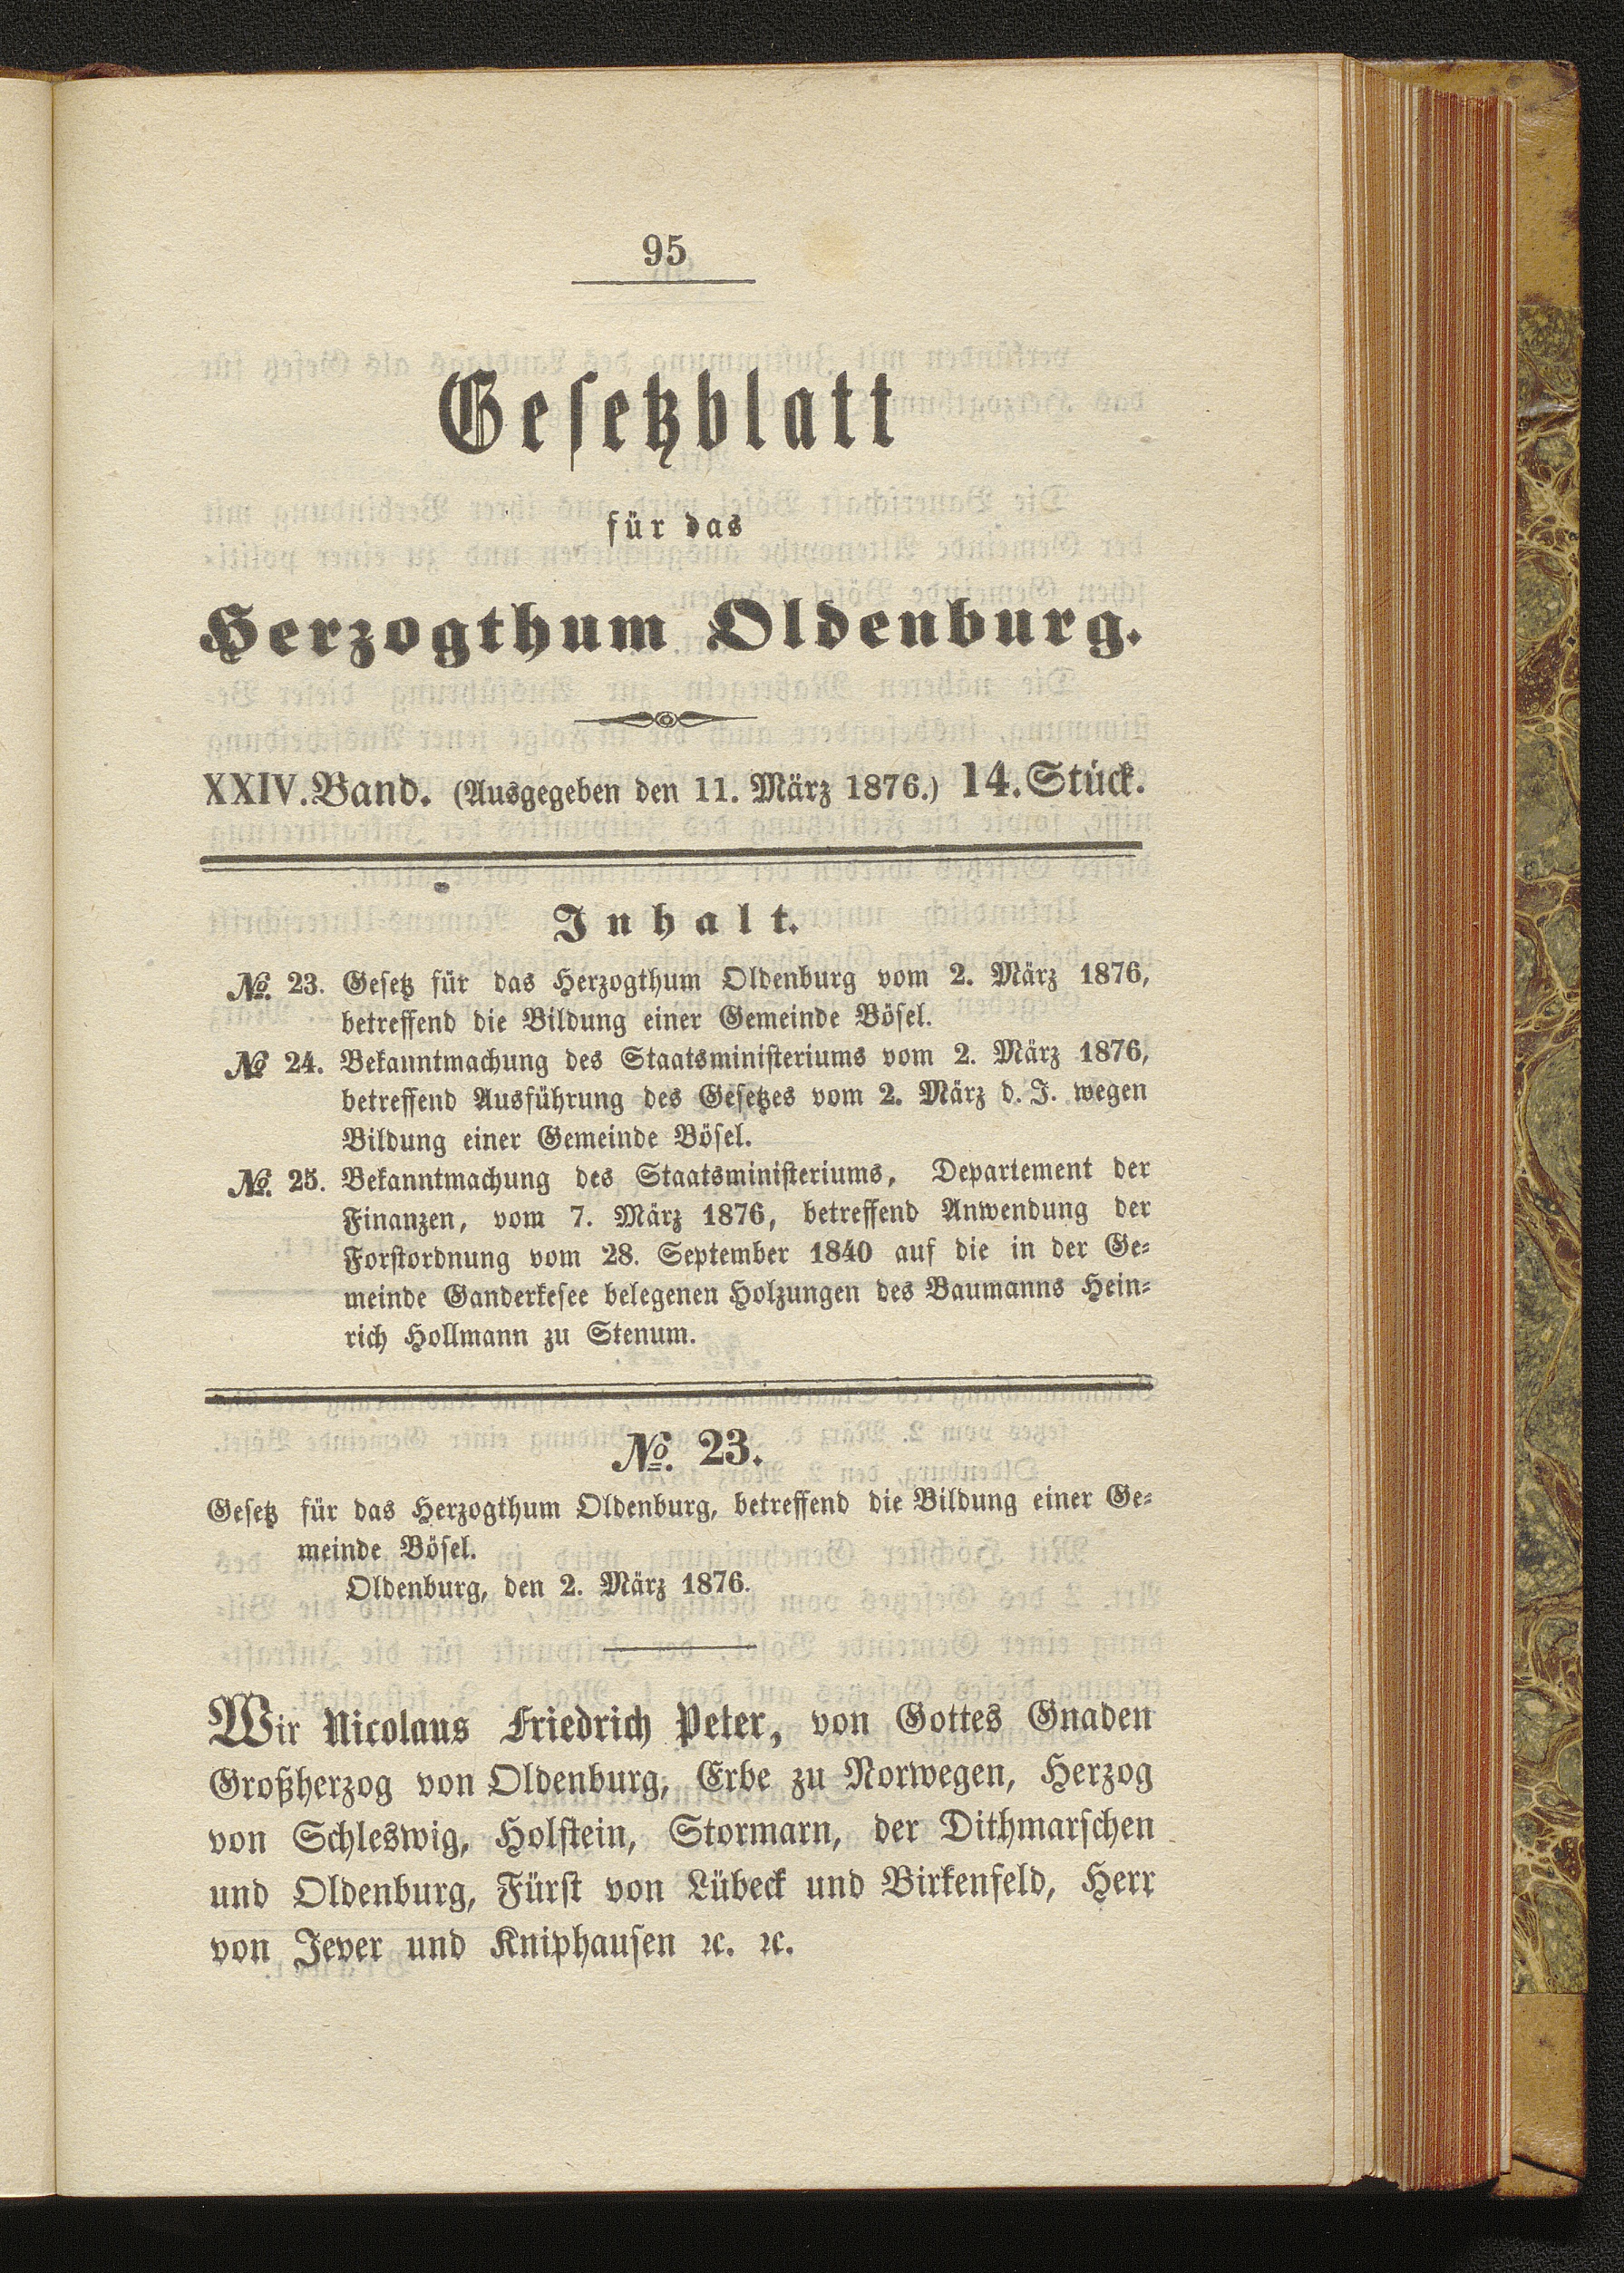 95
Gesetzblatt
für das
Herzogthum Oldenburg.
XXIV. Band. (Ausgegeben den 11. März 1876.) 14. Stück.
Inhalt.
№. 23. Gesetz für das Herzogthum Oldenburg vom 2. März 1876,
betreffend die Bildung einer Gemeinde Bösel.
№ 24. Bekanntmachung des Staatsministeriums vom 2. März 1876,
betreffend Ausführung des Gesetzes vom 2. März d. J. wegen
Bildung einer Gemeinde Bösel.
№. 25. Bekanntmachung des Staatsministeriums, Departement der
Finanzen, vom 7. März 1876, betreffend Anwendung der
Forstordnung vom 28. September 1840 auf die in der Ge-
meinde Ganderkesee belegenen Holzungen des Baumanns Hein-
rich Hollmann zu Stenum.
№. 23.
Gesetz für das Herzogthum Oldenburg, betreffend die Bildung einer Ge-
meinde Bösel.
Oldenburg, den 2. März 1876.
Wir Nicolaus Friedrich Peter, von Gottes Gnaden
Großherzog von Oldenburg, Erbe zu Norwegen, Herzog
von Schleswig, Holstein, Stormarn, der Dithmarschen
und Oldenburg, Fürst von Lübeck und Birkenfeld, Herr
von Jever und Kniphausen ꝛc. ꝛc.